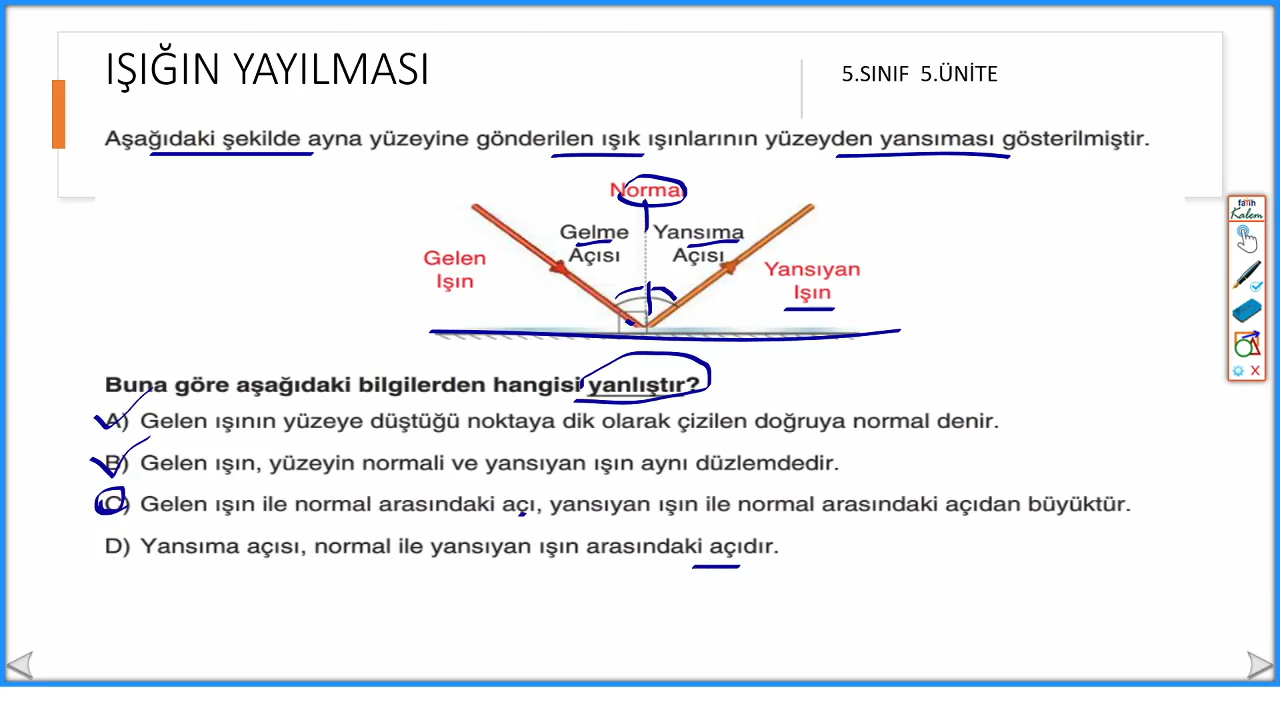 IŞIĞIN YAYILMASI
5.SINIF 5.ÜNİTE
Aşağıdaki şekilde ayna yüzeyine gönderilen ışık ışınlarının yüzeyden yansıması gösterilmiştir.
Normal
Gelme Açısı
Yansıma Açısı
Gelen Işın
Yansıyan Işın
Buna göre aşağıdaki bilgilerden hangisi yanlıştır?
A) Gelen ışının yüzeye düştüğü noktaya dik olarak çizilen doğruya normal denir.
B) Gelen ışın, yüzeyin normali ve yansıyan ışın aynı düzlemdedir.
C) Gelen ışın ile normal arasındaki açı, yansıyan ışın ile normal arasındaki açıdan büyüktür.
D) Yansıma açısı, normal ile yansıyan ışın arasındaki açıdır.
fatih
Kalem